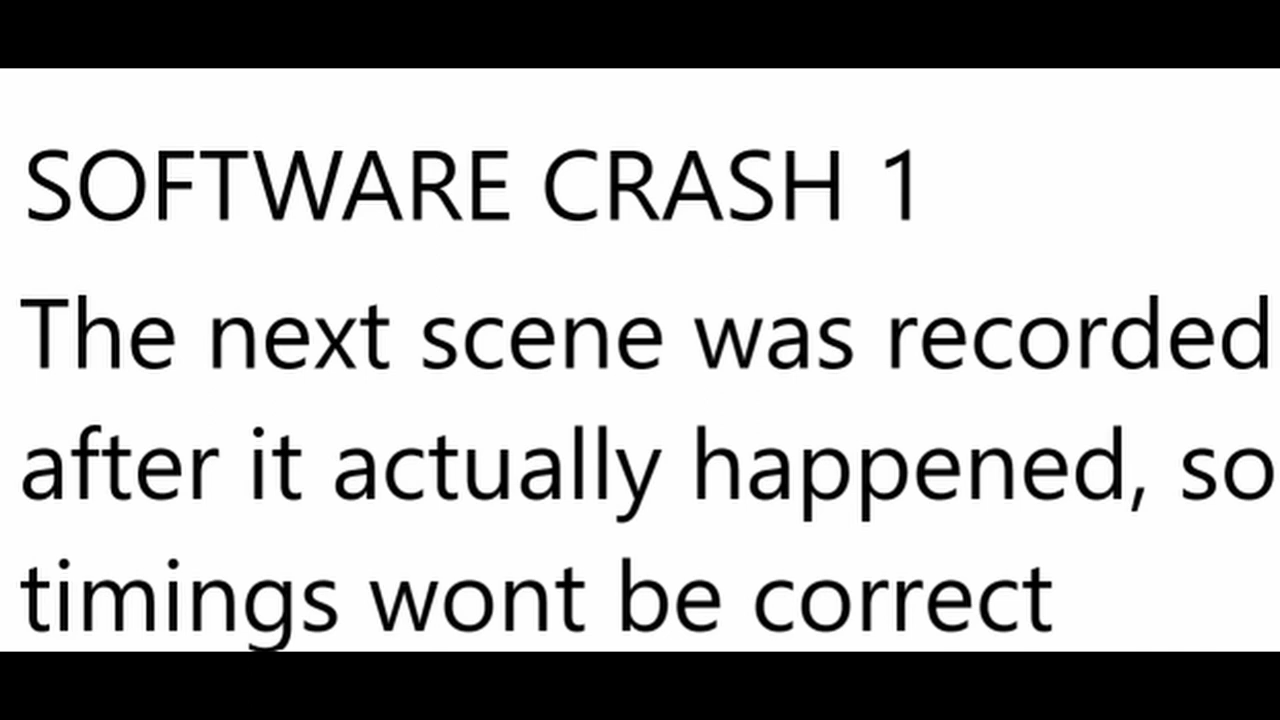 SOFTWARE CRASH 1
The next scene was recorded
after it actually happened, so
timings wont be correct